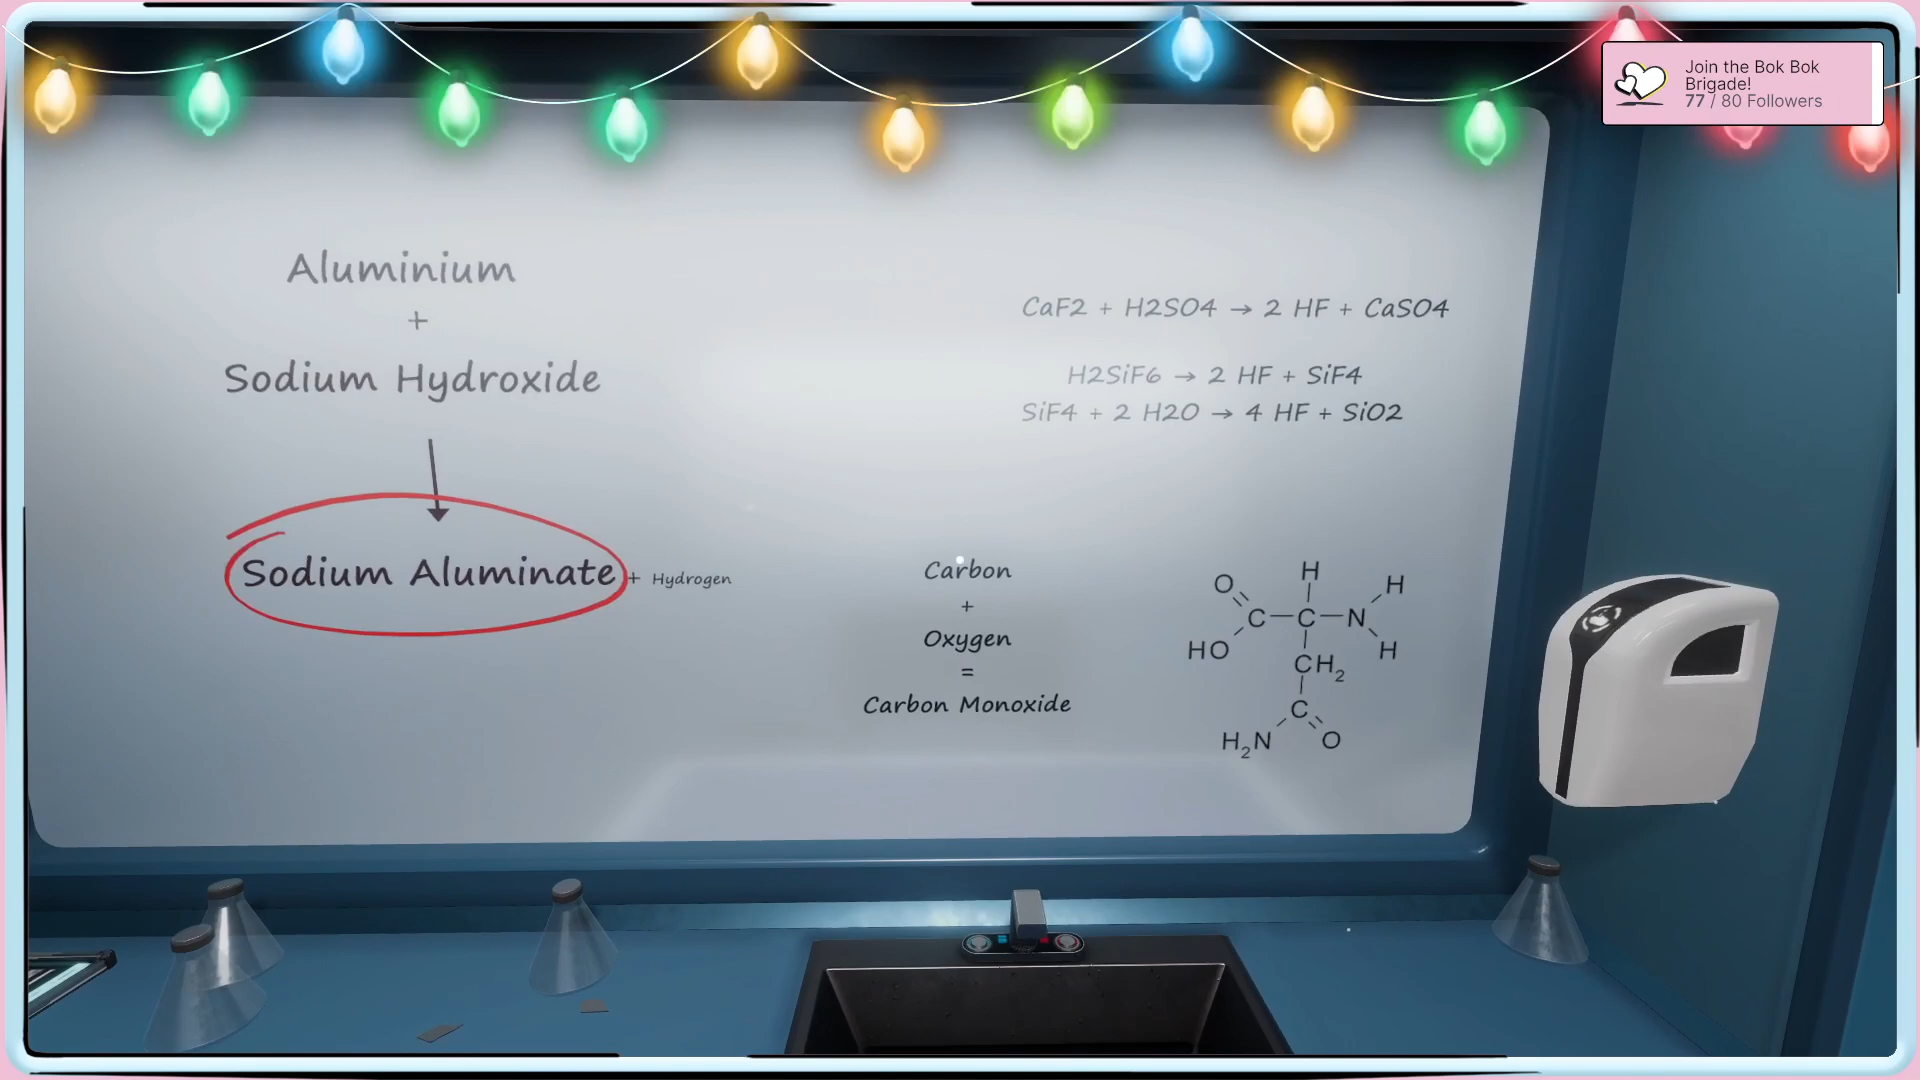 Join the Bok Bok
Brigade!
77 / 80 Followers
Aluminium
+
Sodium Hydroxide
Sodium Aluminate + Hydrogen
CaF2 + H2SO4 → 2 HF + CaSO4
H2SiF6 → 2 HF + SiF4
SiF4 + 2 H2O → 4 HF + SiO2
Carbon
+
Oxygen
=
Carbon Monoxide
H
O H
C C N
HO H
CH2
C
H2N O